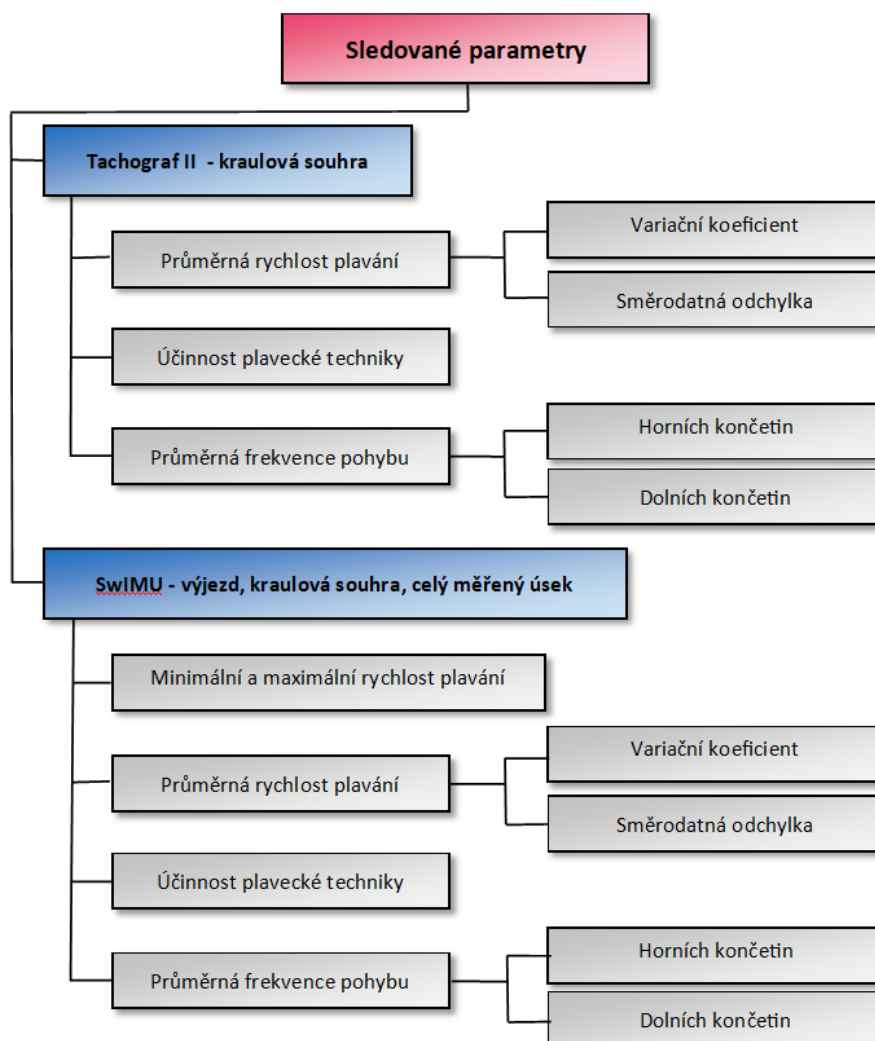 Sledované parametry
Tachograf II - kraulová souhra
Průměrná rychlost plavání
Variační koeficient
Směrodatná odchylka
Účinnost plavecké techniky
Průměrná frekvence pohybu
Horních končetin
Dolních končetin
SwIMU - výjezd, kraulová souhra, celý měřený úsek
Minimální a maximální rychlost plavání
Průměrná rychlost plavání
Variační koeficient
Směrodatná odchylka
Účinnost plavecké techniky
Průměrná frekvence pohybu
Horních končetin
Dolních končetin